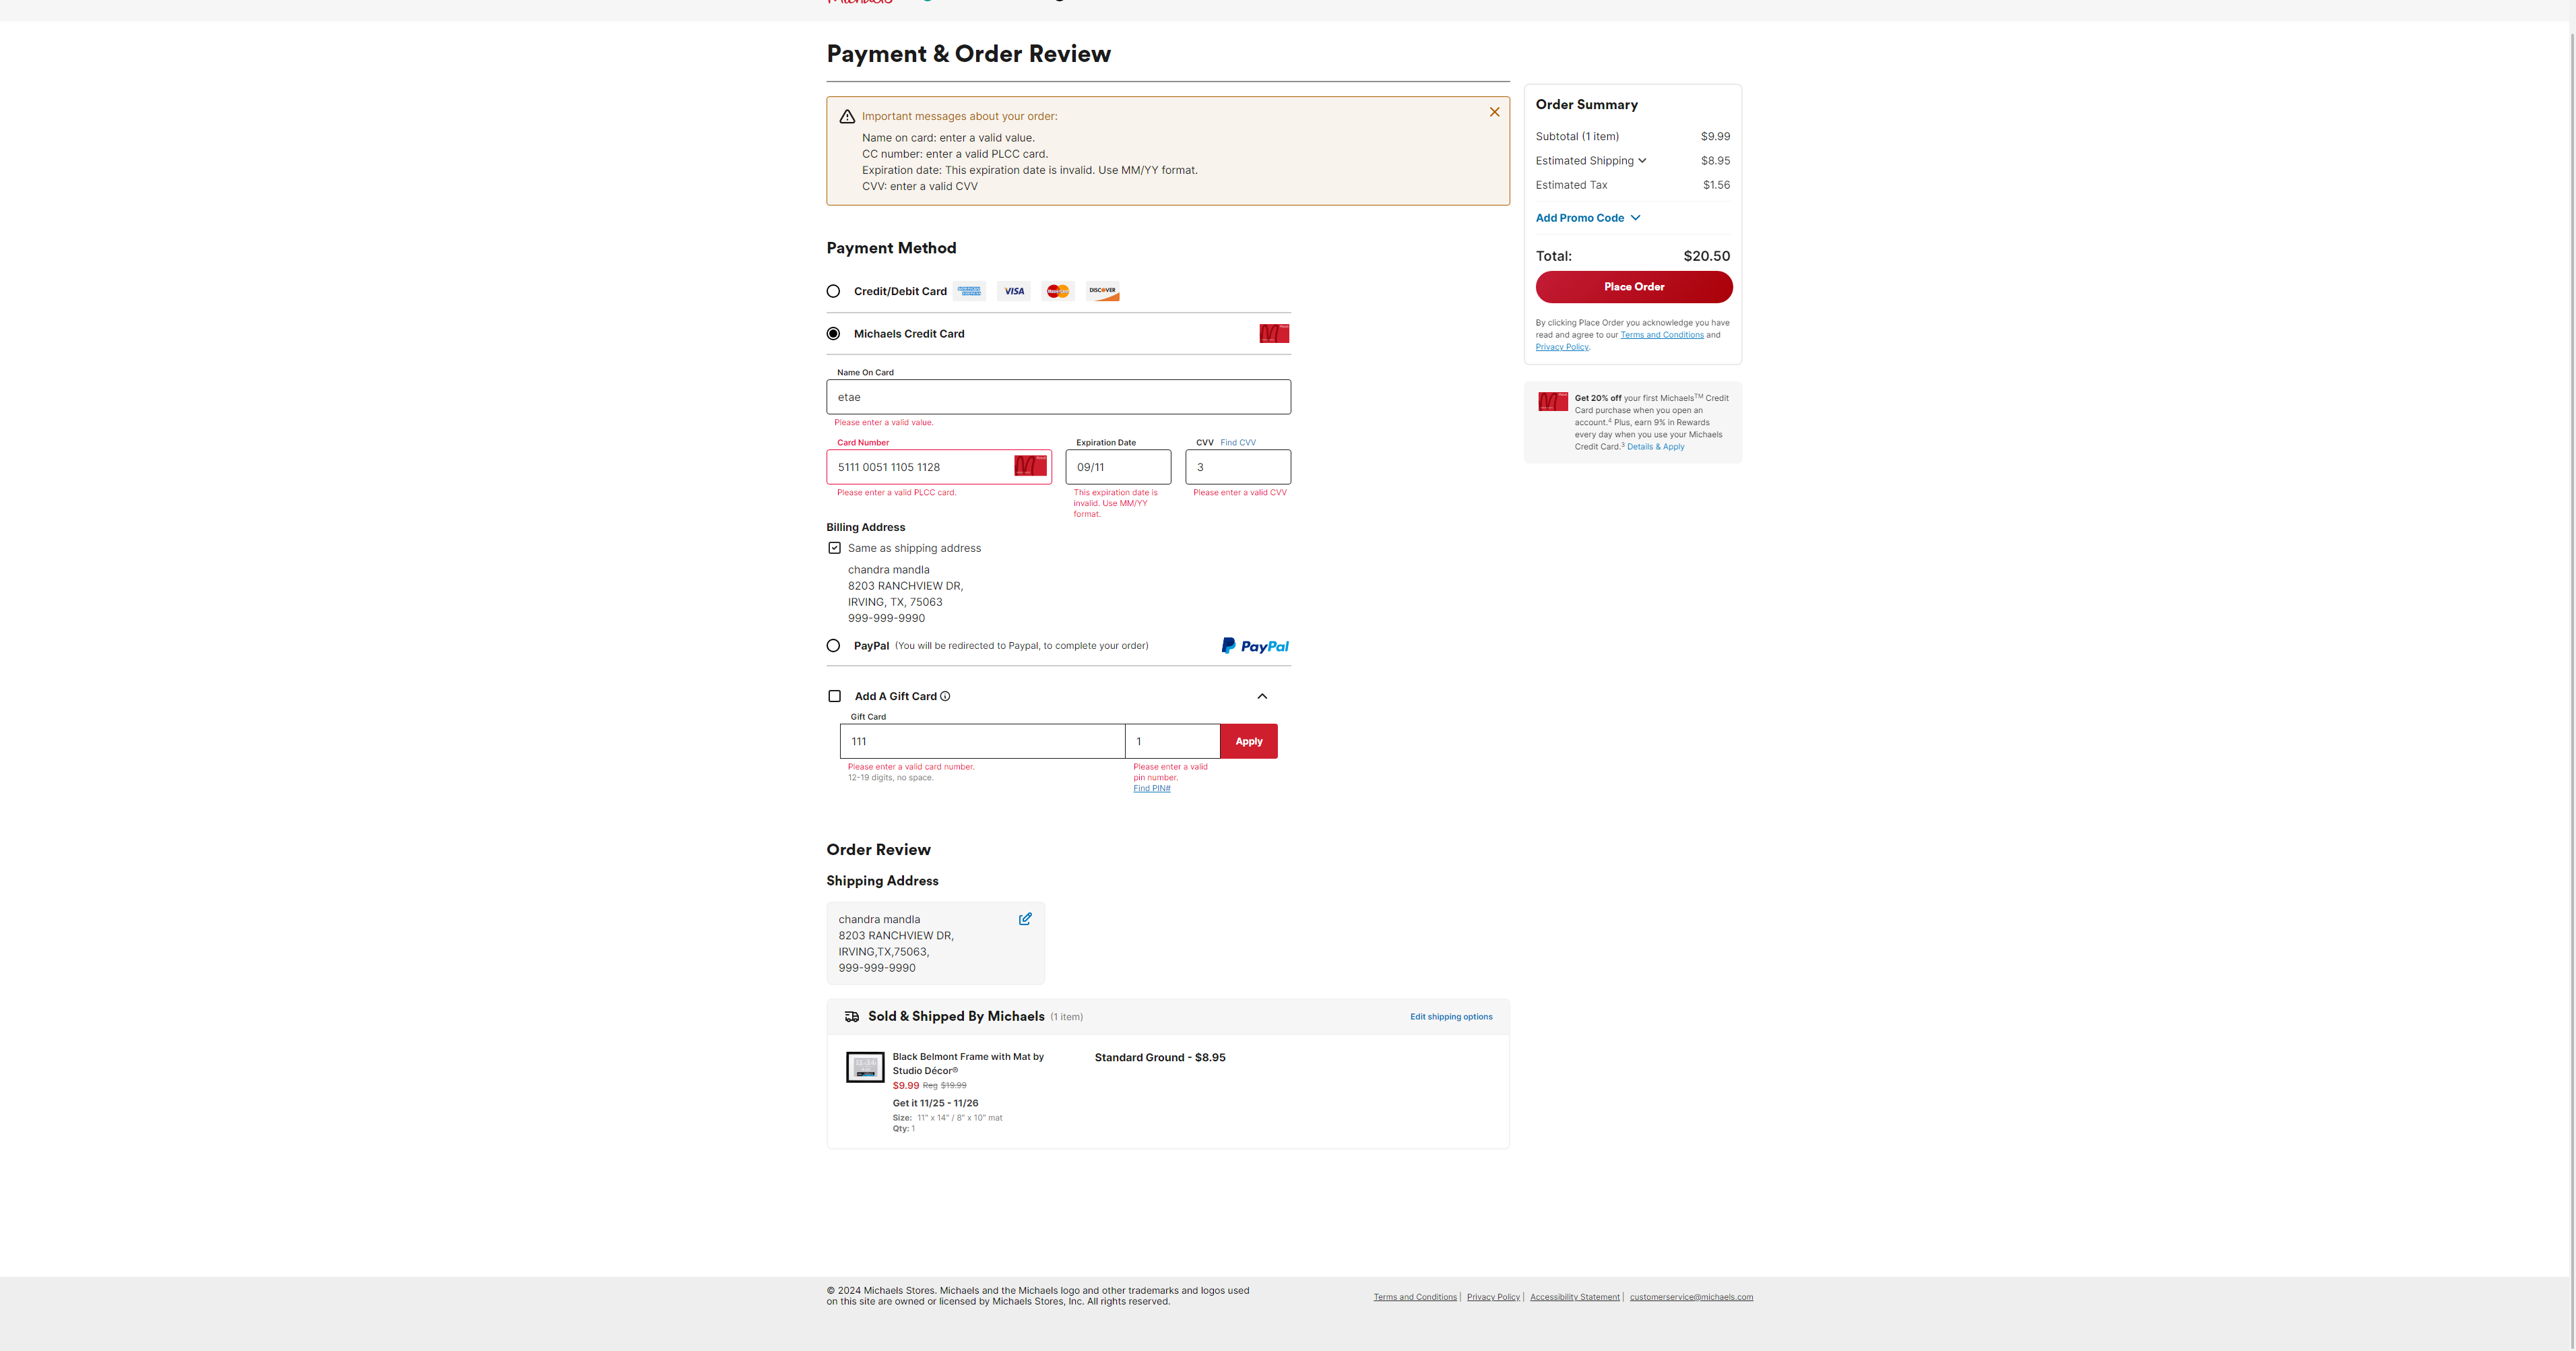 Michaels
Payment & Order Review
Important messages about your order:
Name on card: enter a valid value.
CC number: enter a valid PLCC card.
Expiration date: This expiration date is invalid. Use MM/YY format.
CVV: enter a valid CVV
Payment Method
Credit/Debit Card
VISA
DISCOVER
Michaels Credit Card
Name On Card
etae
Please enter a valid value.
Card Number
Expiration Date
CVV Find CVV
5111 0051 1105 1128
09/11
3
Please enter a valid PLCC card.
This expiration date is
invalid. Use MM/YY
format.
Please enter a valid CVV
Billing Address
Same as shipping address
chandra mandla
8203 RANCHVIEW DR,
IRVING, TX, 75063
999-999-9990
PayPal (You will be redirected to Paypal, to complete your order)
PayPal
Add A Gift Card
Gift Card
111
1
Apply
Please enter a valid card number.
12-19 digits, no space.
Please enter a valid
pin number.
Find PIN#
Order Review
Shipping Address
chandra mandla
8203 RANCHVIEW DR,
IRVING,TX,75063,
999-999-9990
Sold & Shipped By Michaels (1 item)
Edit shipping options
Black Belmont Frame with Mat by
Studio Décor®
$9.99 Reg $19.99
Get it 11/25 - 11/26
Size: 11" x 14" / 8" x 10" mat
Qty: 1
Standard Ground - $8.95
Order Summary
Subtotal (1 item) $9.99
Estimated Shipping $8.95
Estimated Tax $1.56
Add Promo Code
Total: $20.50
Place Order
By clicking Place Order you acknowledge you have
read and agree to our Terms and Conditions and
Privacy Policy.
Get 20% off your first Michaels™ Credit
Card purchase when you open an
account.⁴ Plus, earn 9% in Rewards
every day when you use your Michaels
Credit Card.³ Details & Apply
© 2024 Michaels Stores. Michaels and the Michaels logo and other trademarks and logos used
on this site are owned or licensed by Michaels Stores, Inc. All rights reserved.
Terms and Conditions | Privacy Policy | Accessibility Statement | customerservice@michaels.com